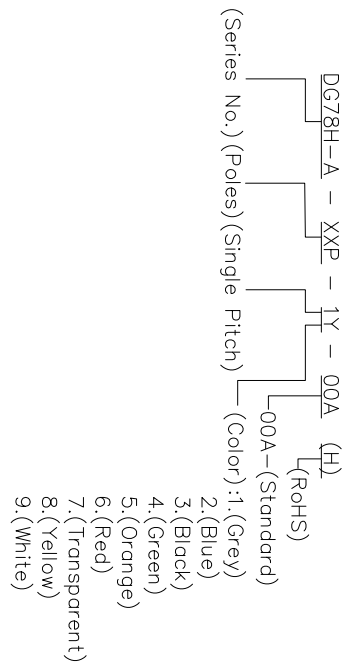 DG78H-A - XXP - 1Y - 00A (H)
(RoHS)
00A-(Standard)
(Series No.)(Poles)(Single Pitch) (Color):1.(Grey)
2.(Blue)
3.(Black)
4.(Green)
5.(Orange)
6.(Red)
7.(Transparent)
8.(Yellow)
9.(White)